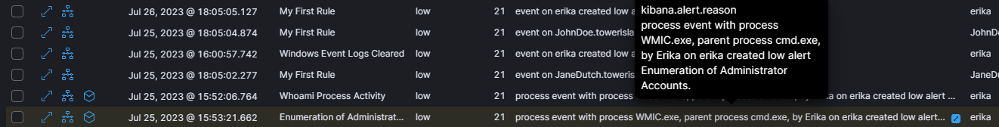 Jul 26, 2023 @ 18:05:05.127 My First Rule low 21 event on erika created low a erika
Jul 25, 2023 @ 18:05:04.874 My First Rule low 21 event on JohnDoe.towerisla JohnD
Jul 25, 2023 @ 16:00:57.742 Windows Event Logs Cleared low 21 event on erika created low a erika
Jul 25, 2023 @ 18:05:02.277 My First Rule low 21 event on JaneDutch.toweris JaneD
Jul 25, 2023 @ 15:52:06.764 Whoami Process Activity low 21 process event with process by Erika on erika created low alert ... erika
Jul 25, 2023 @ 15:53:21.662 Enumeration of Administrat... low 21 process event with process WMIC.exe, parent process cmd.exe, by Erika on erika created low alert... erika
kibana.alert.reason
process event with process
WMIC.exe, parent process cmd.exe,
by Erika on erika created low alert
Enumeration of Administrator
Accounts.